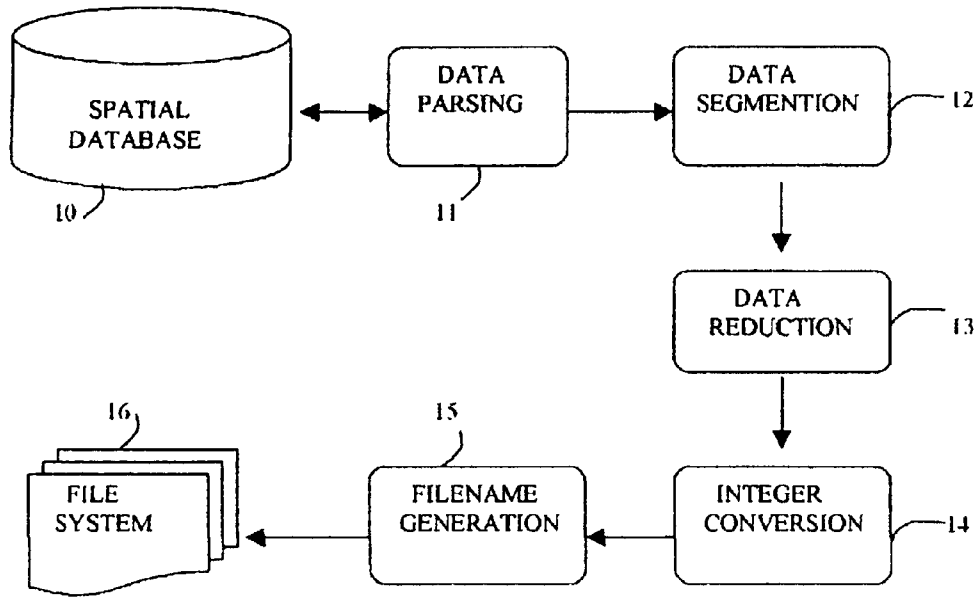 SPATIAL
DATABASE
10
DATA
PARSING
11
DATA
SEGMENTION
12
DATA
REDUCTION
13
INTEGER
CONVERSION
14
FILENAME
GENERATION
15
FILE
SYSTEM
16